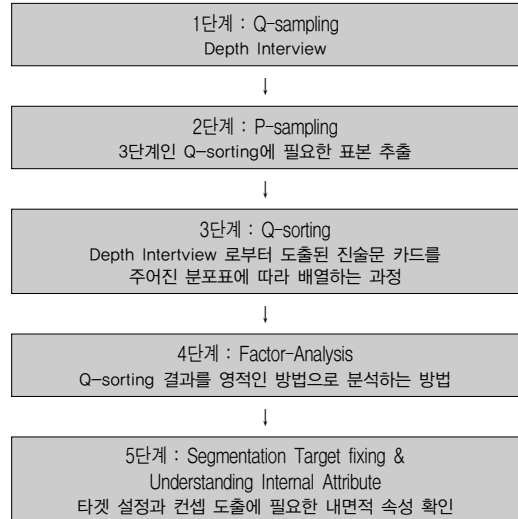 1단계 : Q-sampling
Depth Interview
↓
2단계 : P-sampling
3단계인 Q-sorting에 필요한 표본 추출
↓
3단계 : Q-sorting
Depth Intertview 로부터 도출된 진술문 카드를
주어진 분포표에 따라 배열하는 과정
↓
4단계 : Factor-Analysis
Q-sorting 결과를 영적인 방법으로 분석하는 방법
↓
5단계 : Segmentation Target fixing &
Understanding Internal Attribute
타겟 설정과 컨셉 도출에 필요한 내면적 속성 확인